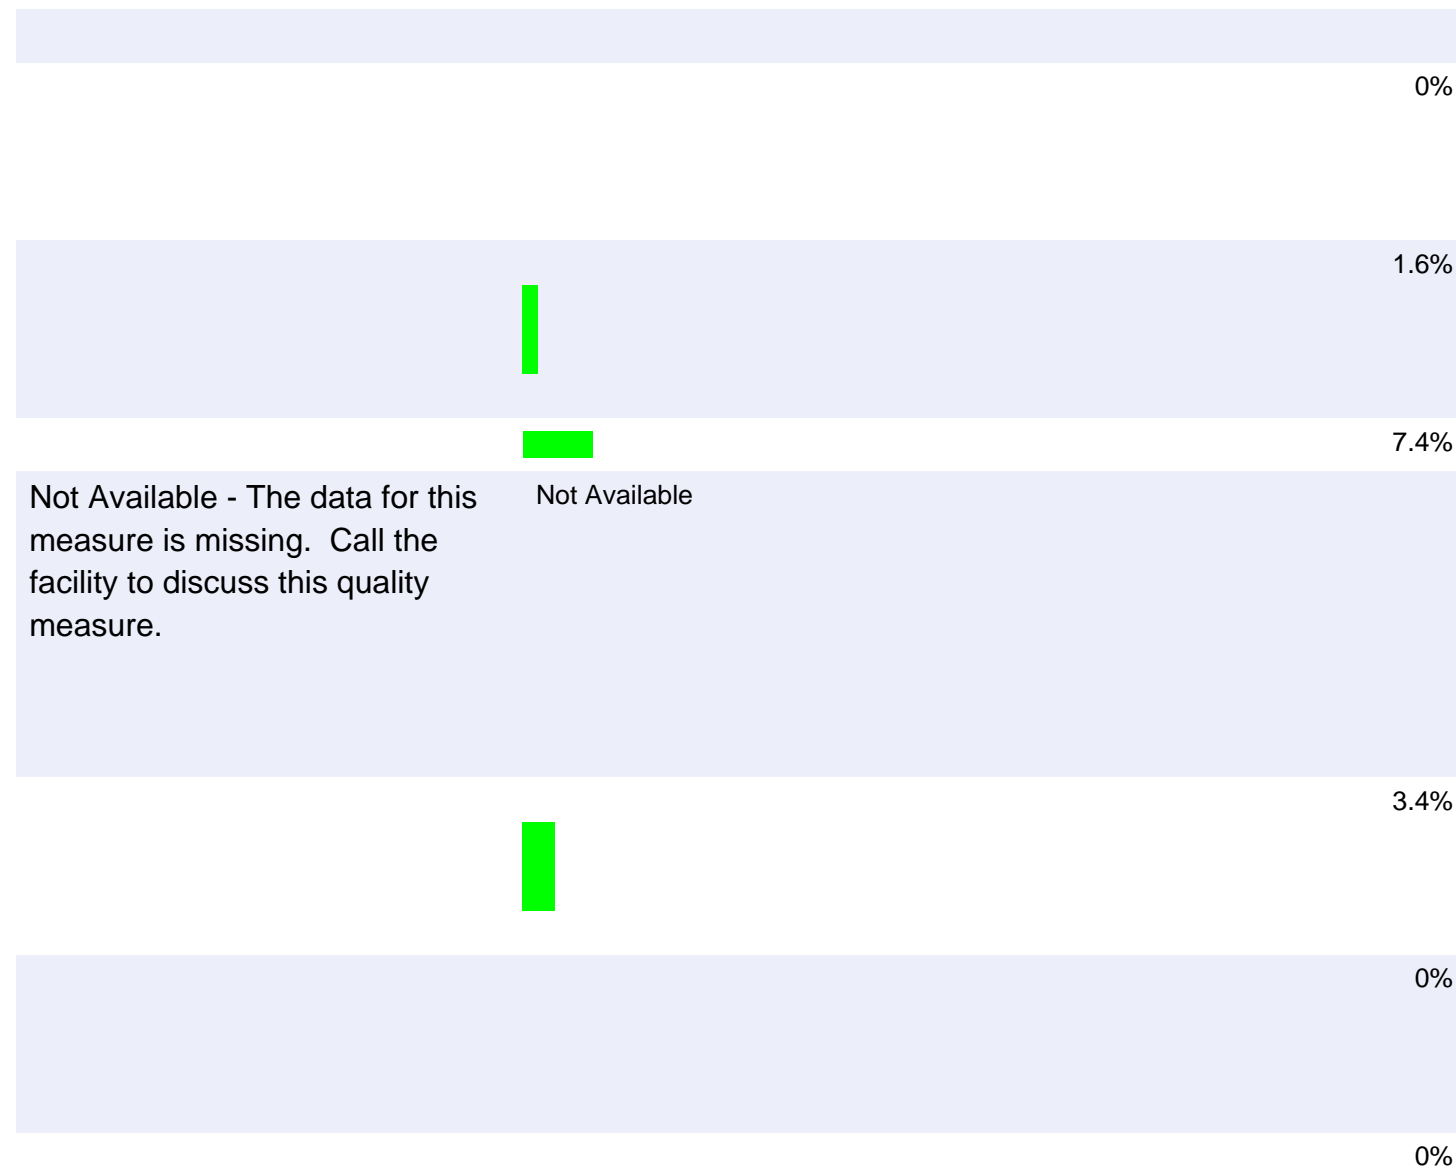 0%
1.6%
7.4%
Not Available - The data for this
measure is missing.  Call the
facility to discuss this quality
measure.
Not Available
3.4%
0%
0%